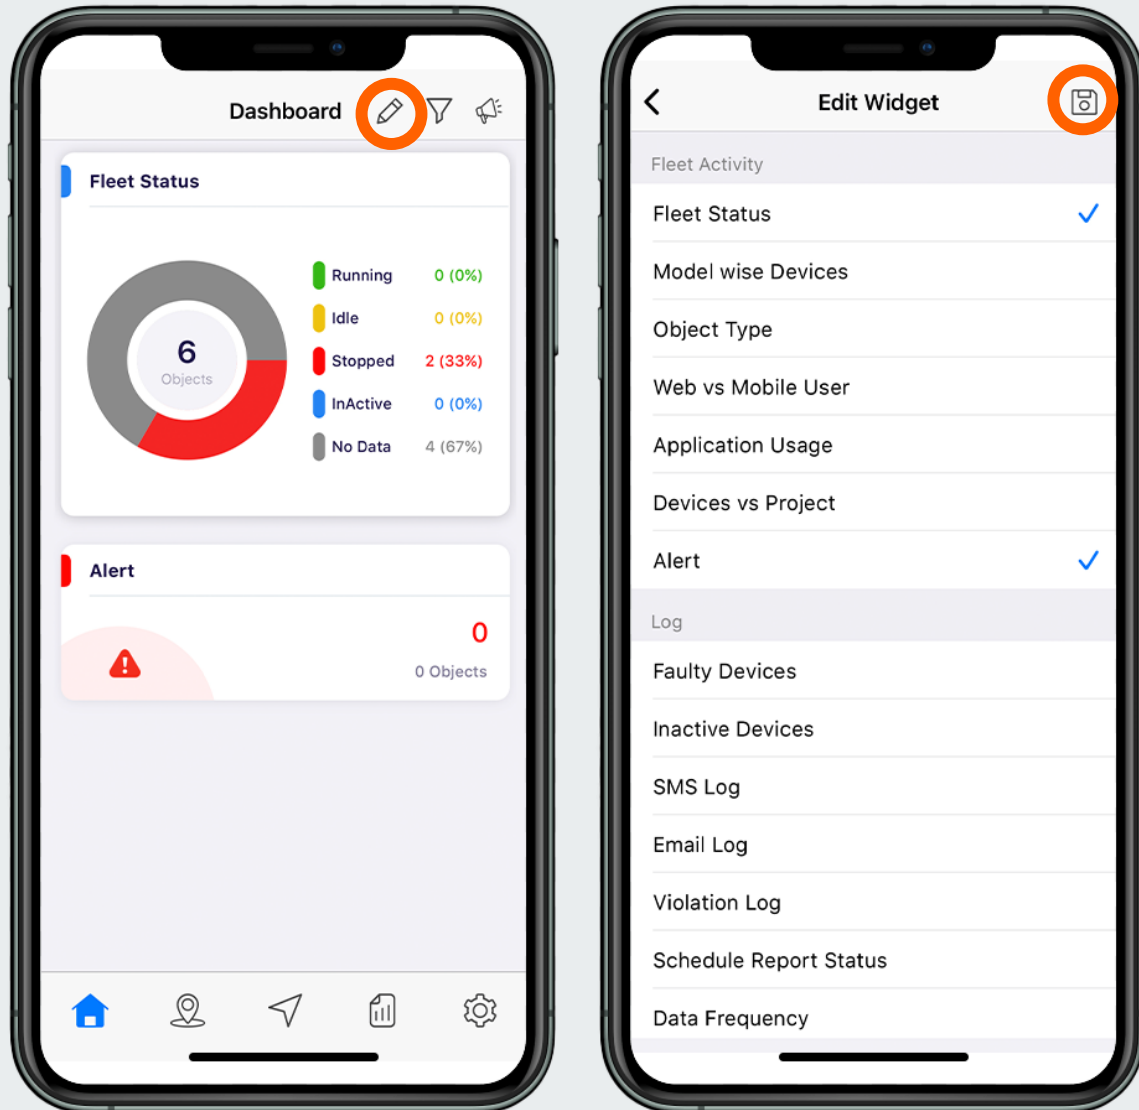 Dashboard
Fleet Status
6
Objects
Running 0 (0%)
Idle 0 (0%)
Stopped 2 (33%)
InActive 0 (0%)
No Data 4 (67%)
Alert
0
0 Objects
Edit Widget
Fleet Activity
Fleet Status
Model wise Devices
Object Type
Web vs Mobile User
Application Usage
Devices vs Project
Alert
Log
Faulty Devices
Inactive Devices
SMS Log
Email Log
Violation Log
Schedule Report Status
Data Frequency